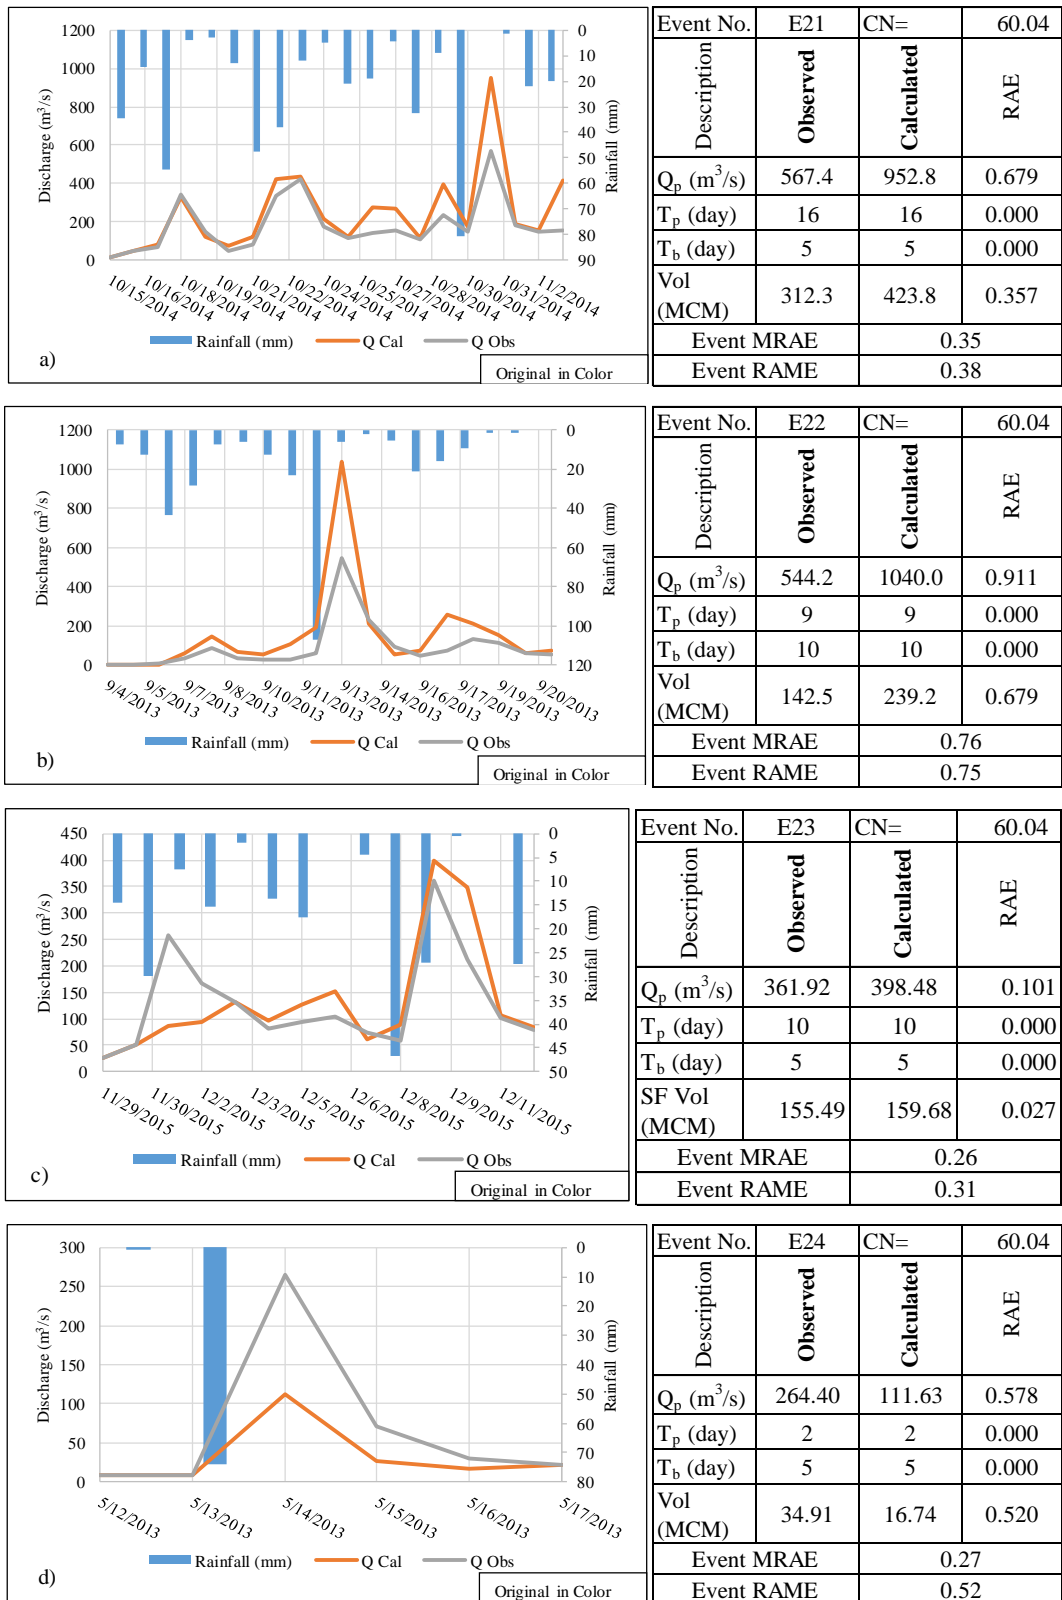 1200
1000
800
600
400
200
0
Discharge (m³/s)
0
10
20
30
40
50
60
70
80
90
Rainfall (mm)
10/15/2014
10/16/2014
10/18/2014
10/19/2014
10/21/2014
10/22/2014
10/24/2014
10/25/2014
10/27/2014
10/28/2014
10/30/2014
10/31/2014
11/2/2014
Rainfall (mm) Q Cal Q Obs
a)
Original in Color
Event No. E21 CN= 60.04
Description Observed Calculated RAE
Qp (m³/s) 567.4 952.8 0.679
Tp (day) 16 16 0.000
Tb (day) 5 5 0.000
Vol
(MCM) 312.3 423.8 0.357
Event MRAE 0.35
Event RAME 0.38
1200
1000
800
600
400
200
0
Discharge (m³/s)
0
20
40
60
80
100
120
Rainfall (mm)
9/4/2013
9/5/2013
9/7/2013
9/8/2013
9/10/2013
9/11/2013
9/13/2013
9/14/2013
9/16/2013
9/17/2013
9/19/2013
9/20/2013
Rainfall (mm) Q Cal Q Obs
b)
Original in Color
Event No. E22 CN= 60.04
Description Observed Calculated RAE
Qp (m³/s) 544.2 1040.0 0.911
Tp (day) 9 9 0.000
Tb (day) 10 10 0.000
Vol
(MCM) 142.5 239.2 0.679
Event MRAE 0.76
Event RAME 0.75
450
400
350
300
250
200
150
100
50
0
Discharge (m³/s)
0
5
10
15
20
25
30
35
40
45
50
Rainfall (mm)
11/29/2015
11/30/2015
12/2/2015
12/3/2015
12/5/2015
12/6/2015
12/8/2015
12/9/2015
12/11/2015
Rainfall (mm) Q Cal Q Obs
c)
Original in Color
Event No. E23 CN= 60.04
Description Observed Calculated RAE
Qp (m³/s) 361.92 398.48 0.101
Tp (day) 10 10 0.000
Tb (day) 5 5 0.000
SF Vol
(MCM) 155.49 159.68 0.027
Event MRAE 0.26
Event RAME 0.31
300
250
200
150
100
50
0
Discharge (m³/s)
0
10
20
30
40
50
60
70
80
Rainfall (mm)
5/12/2013
5/13/2013
5/14/2013
5/15/2013
5/16/2013
5/17/2013
Rainfall (mm) Q Cal Q Obs
d)
Original in Color
Event No. E24 CN= 60.04
Description Observed Calculated RAE
Qp (m³/s) 264.40 111.63 0.578
Tp (day) 2 2 0.000
Tb (day) 5 5 0.000
Vol
(MCM) 34.91 16.74 0.520
Event MRAE 0.27
Event RAME 0.52